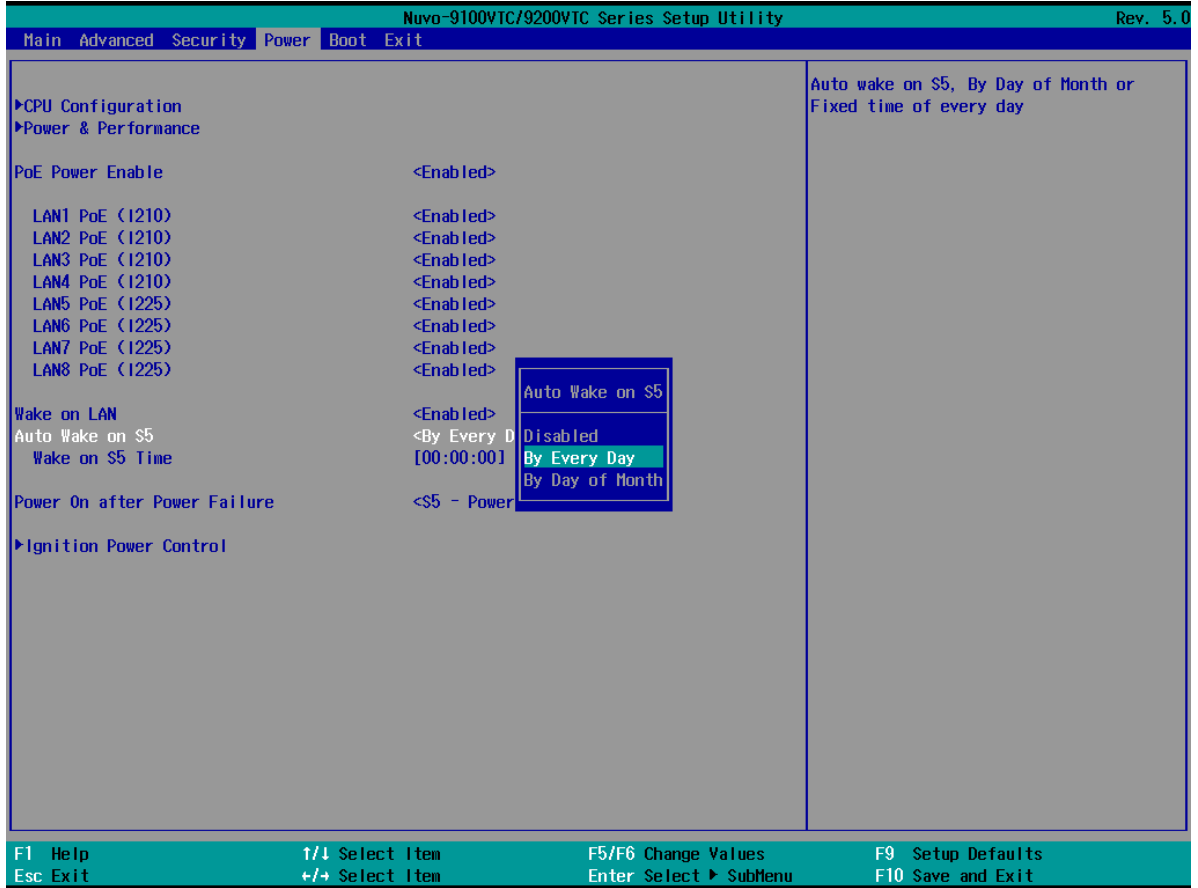 Nuvo-9100VTC/9200VTC Series Setup Utility Rev. 5.0
Main Advanced Security Power Boot Exit
Auto wake on S5, By Day of Month or
Fixed time of every day
▶CPU Configuration
▶Power & Performance
PoE Power Enable <Enabled>
LAN1 PoE (I210) <Enabled>
LAN2 PoE (I210) <Enabled>
LAN3 PoE (I210) <Enabled>
LAN4 PoE (I210) <Enabled>
LAN5 PoE (I225) <Enabled>
LAN6 PoE (I225) <Enabled>
LAN7 PoE (I225) <Enabled>
LAN8 PoE (I225) <Enabled>
Wake on LAN <Enabled>
Auto Wake on S5 <By Every D
Wake on S5 Time [00:00:00]
Power On after Power Failure <S5 - Power
▶Ignition Power Control
Auto Wake on S5
Disabled
By Every Day
By Day of Month
F1 Help ↑/↓ Select Item F5/F6 Change Values F9 Setup Defaults
Esc Exit ←/→ Select Item Enter Select ▶ SubMenu F10 Save and Exit